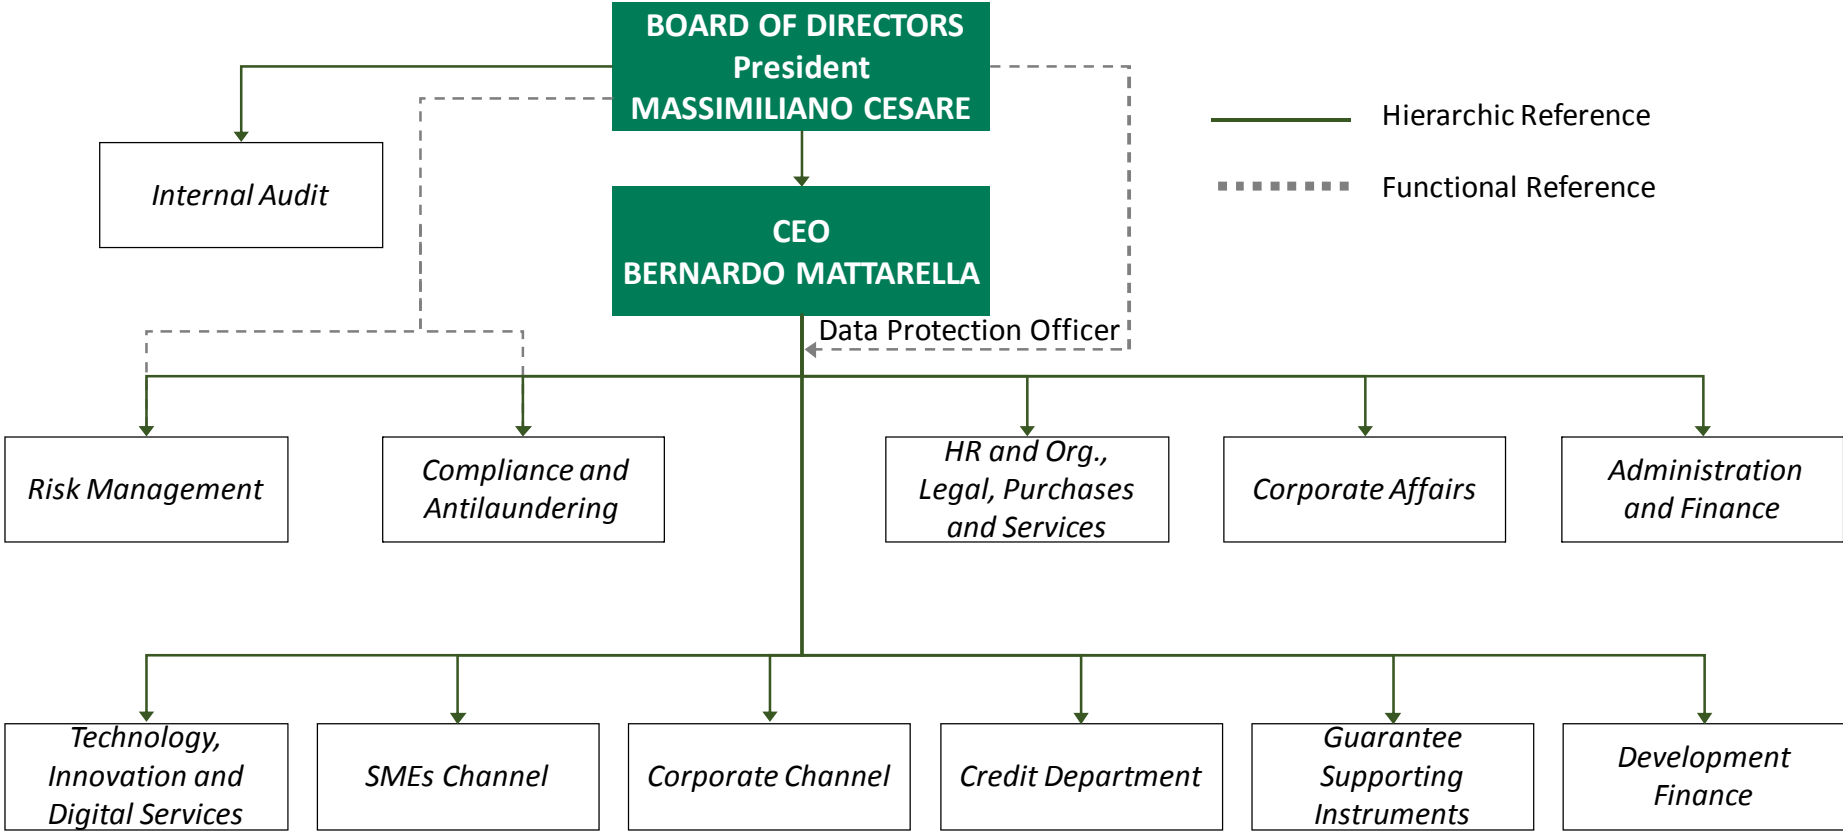 BOARD OF DIRECTORS
President
MASSIMILIANO CESARE
Hierarchic Reference
Functional Reference
Internal Audit
CEO
BERNARDO MATTARELLA
Data Protection Officer
Risk Management
Compliance and
Antilaundering
HR and Org.,
Legal, Purchases
and Services
Corporate Affairs
Administration
and Finance
Technology,
Innovation and
Digital Services
SMEs Channel
Corporate Channel
Credit Department
Guarantee
Supporting
Instruments
Development
Finance